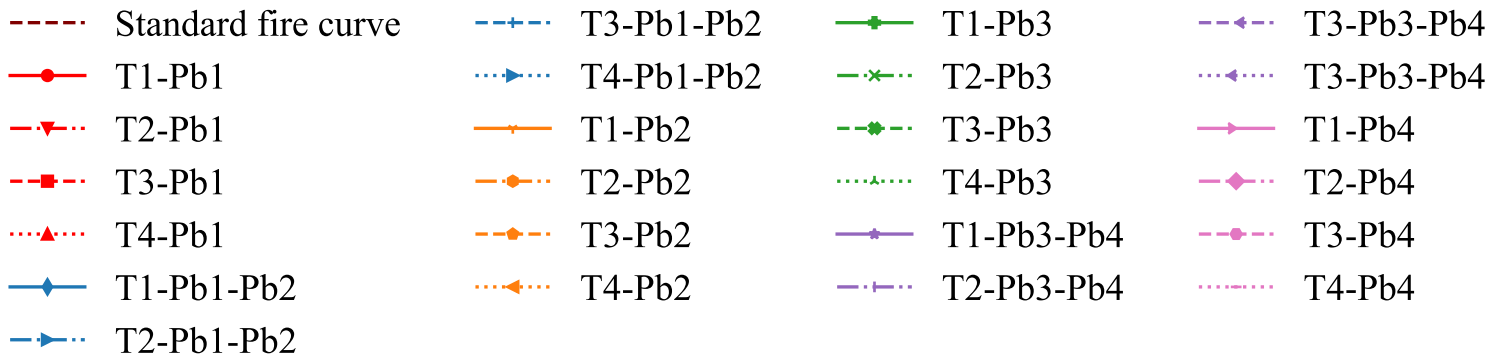 Standard fire curve
T1-Pb1
T2-Pb1
T3-Pb1
T4-Pb1
T1-Pb1-Pb2
T2-Pb1-Pb2
T3-Pb1-Pb2
T4-Pb1-Pb2
T1-Pb2
T2-Pb2
T3-Pb2
T4-Pb2
T1-Pb3
T2-Pb3
T3-Pb3
T4-Pb3
T1-Pb3-Pb4
T2-Pb3-Pb4
T3-Pb3-Pb4
T3-Pb3-Pb4
T1-Pb4
T2-Pb4
T3-Pb4
T4-Pb4